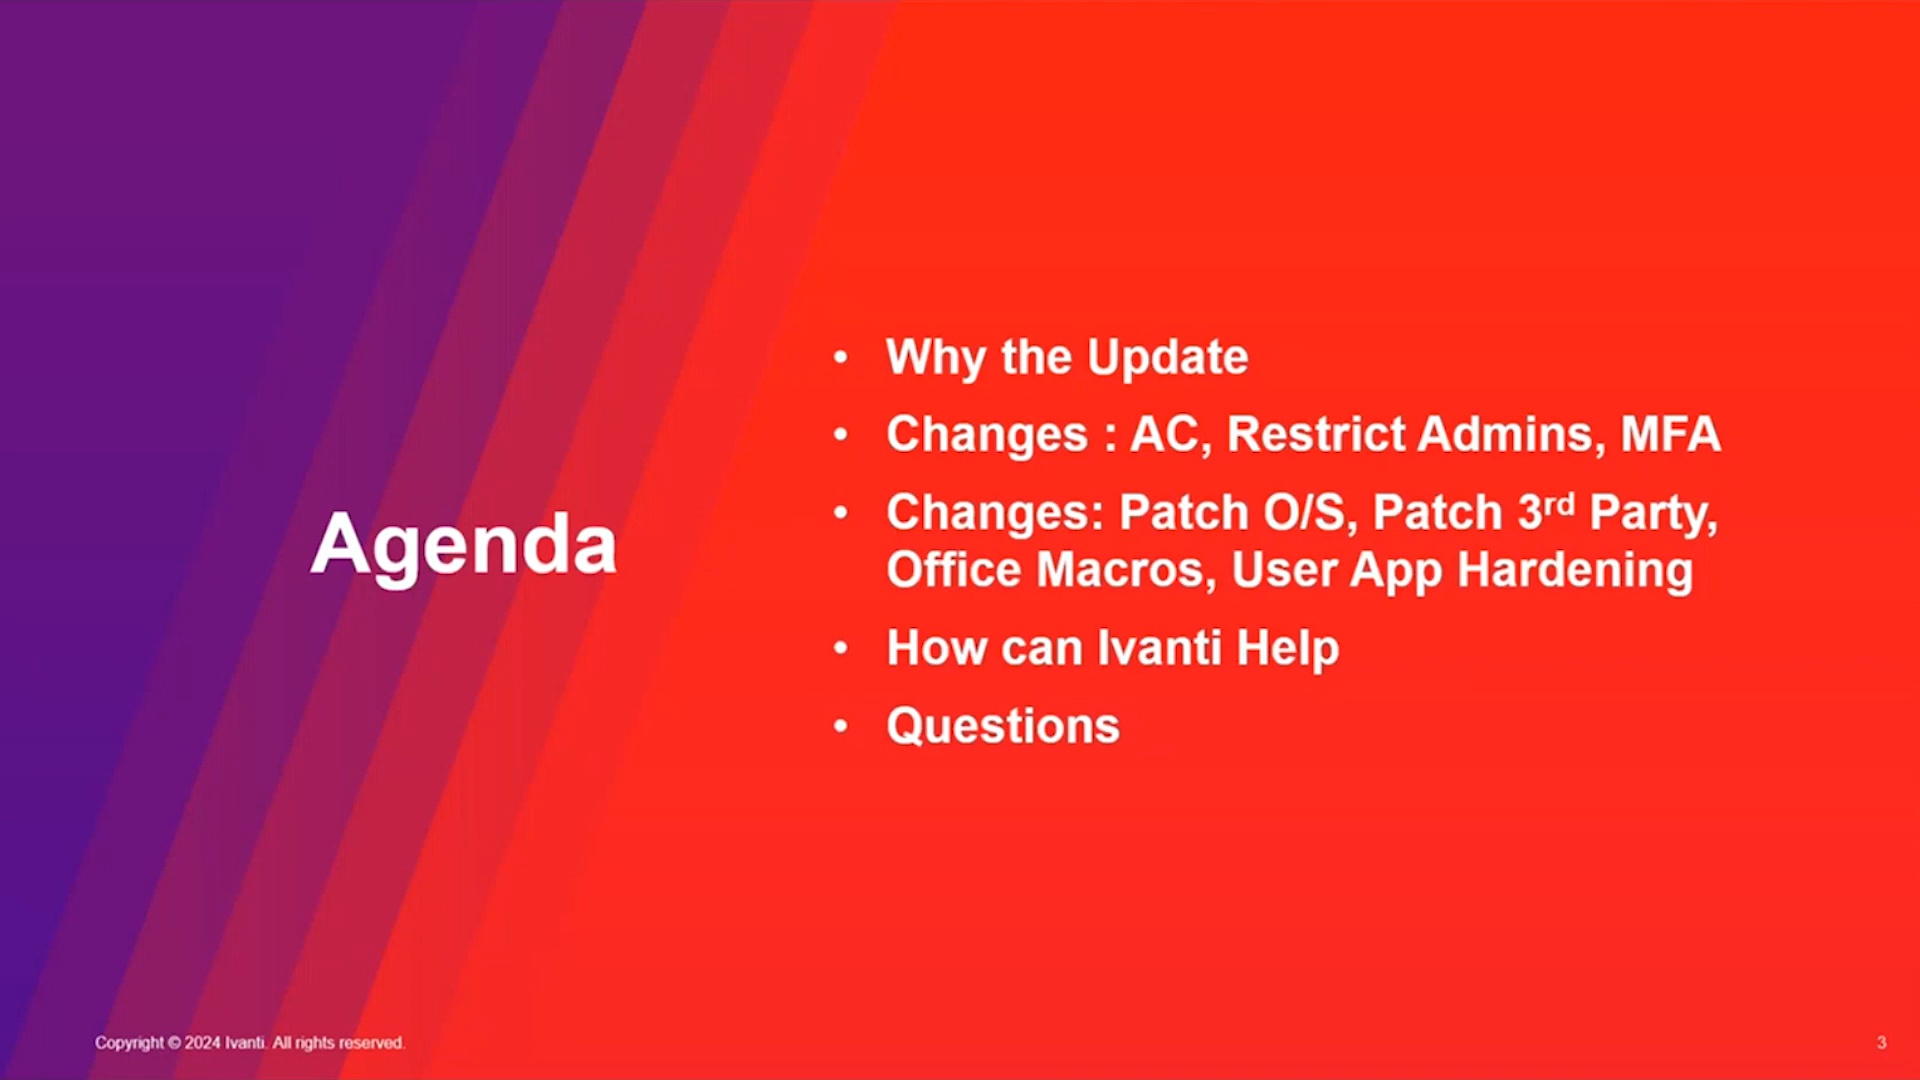 Agenda
• Why the Update
• Changes : AC, Restrict Admins, MFA
• Changes: Patch O/S, Patch 3rd Party,
Office Macros, User App Hardening
• How can Ivanti Help
• Questions
Copyright © 2024 Ivanti. All rights reserved.
3